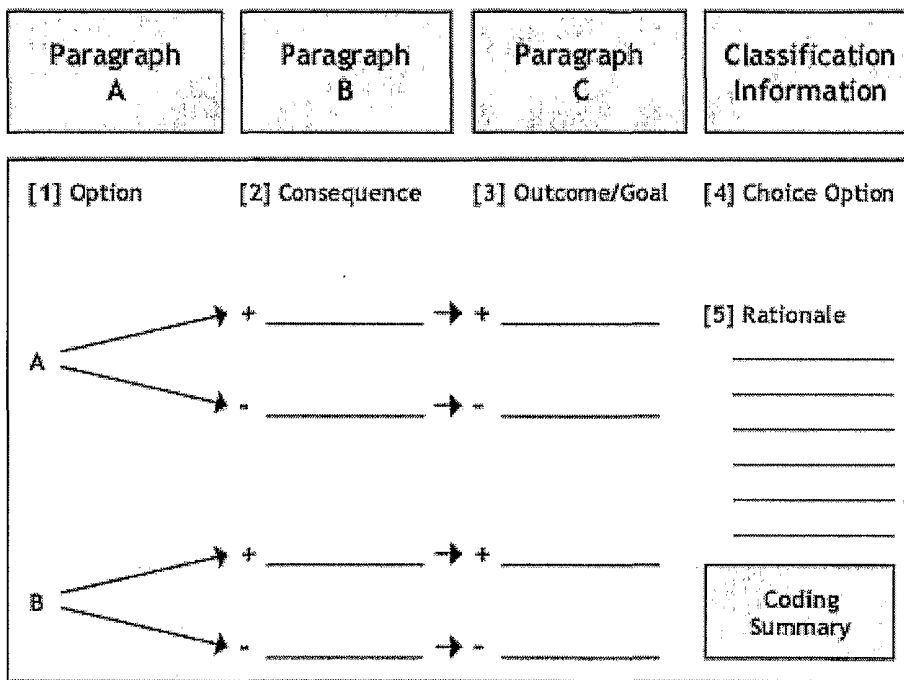 Paragraph
A
Paragraph
B
Paragraph
C
Classification
Information
[1] Option
[2] Consequence
[3] Outcome/Goal
[4] Choice Option
+ +
[5] Rationale
A
- -
+ +
B
- -
Coding
Summary